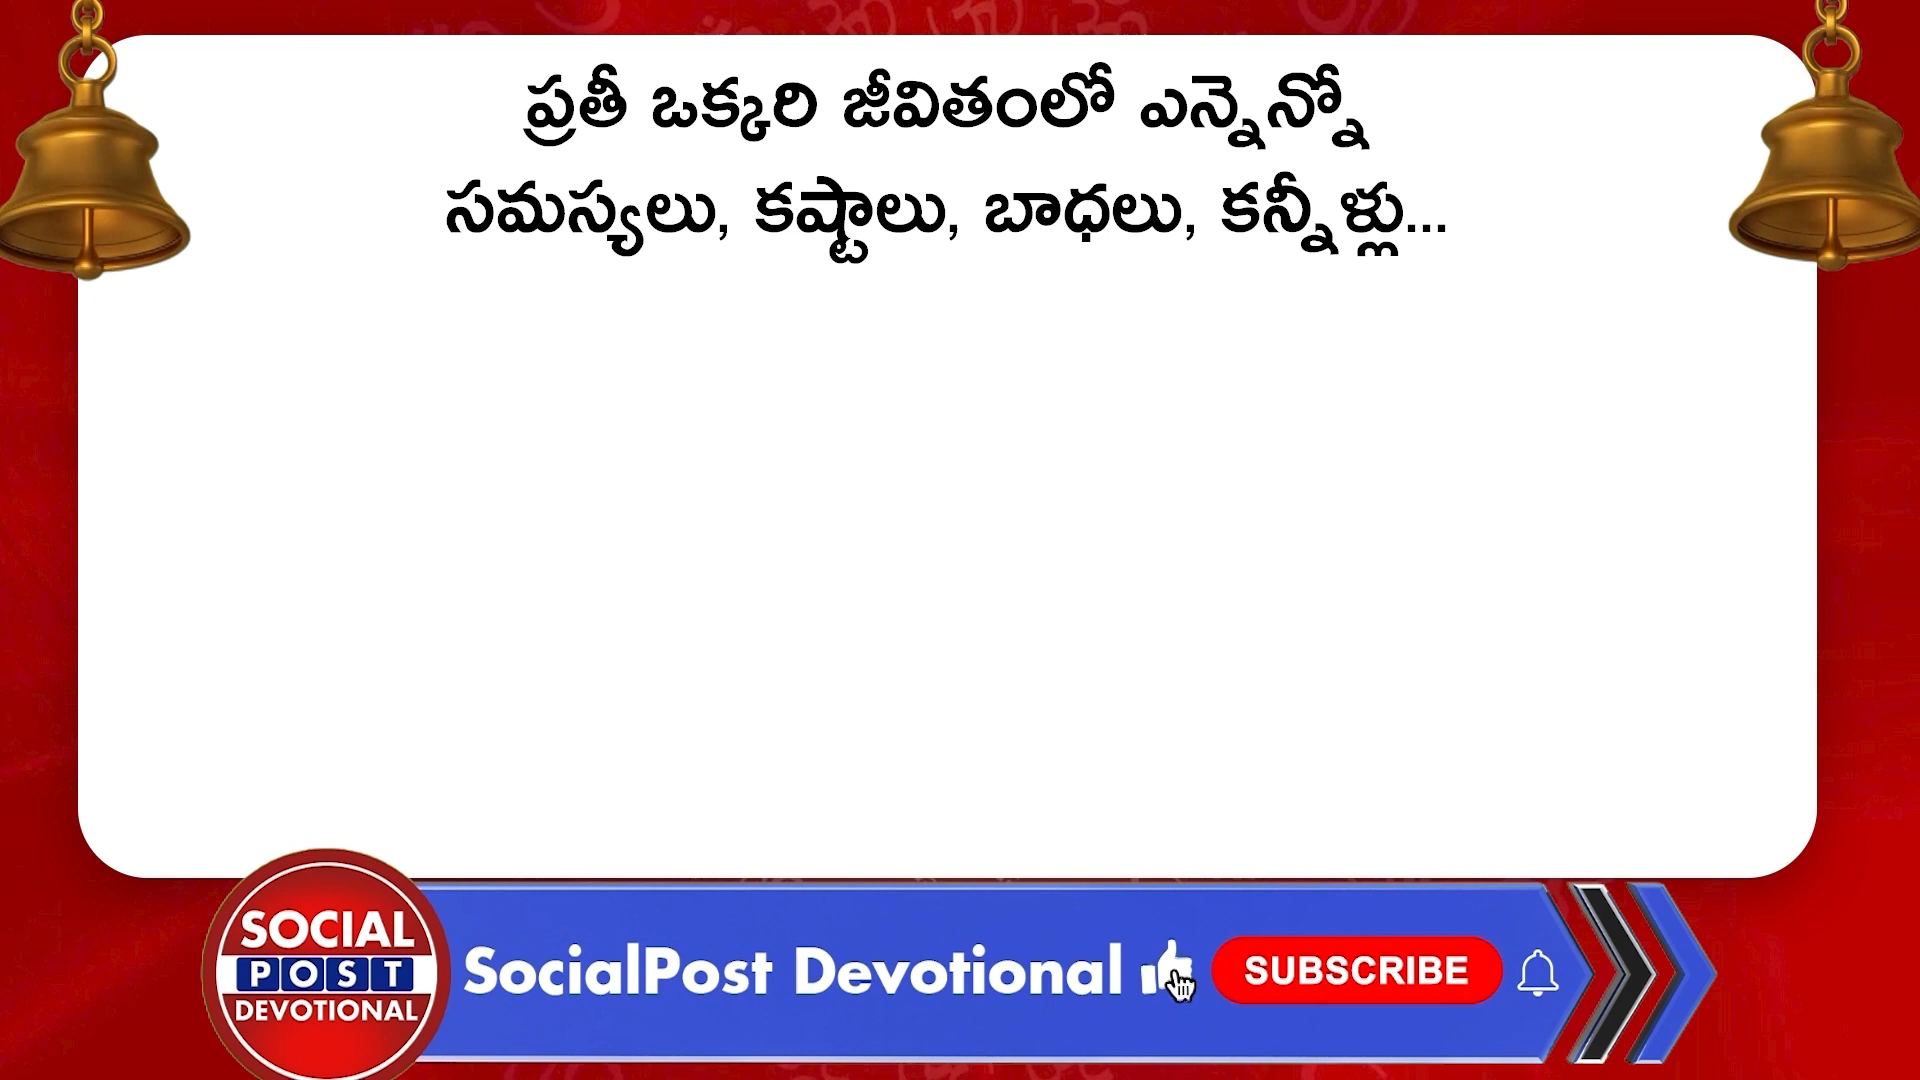 ప్రతీ ఒక్కరి జీవితంలో ఎన్నెన్నో
సమస్యలు, కష్టాలు, బాధలు, కన్నీళ్లు...
SOCIAL
POST
DEVOTIONAL
SocialPost Devotional
SUBSCRIBE